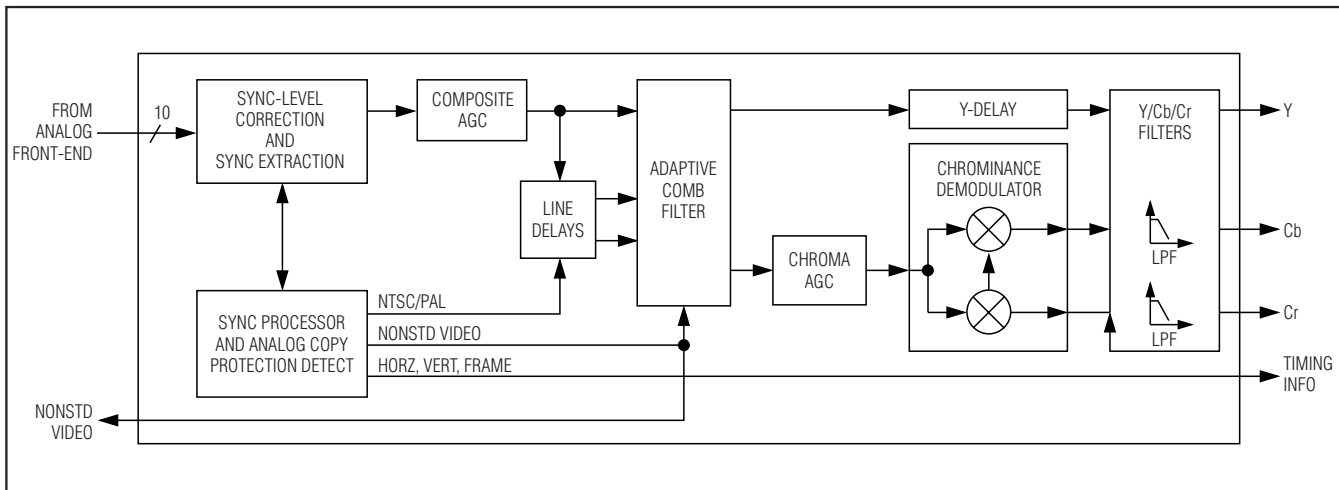 FROM
ANALOG
FRONT-END
10
SYNC-LEVEL
CORRECTION
AND
SYNC EXTRACTION
COMPOSITE
AGC
LINE
DELAYS
ADAPTIVE
COMB
FILTER
Y-DELAY
CHROMINANCE
DEMODULATOR
CHROMA
AGC
Y/Cb/Cr
FILTERS
LPF
LPF
Y
Cb
Cr
SYNC PROCESSOR
AND ANALOG COPY
PROTECTION DETECT
NTSC/PAL
NONSTD VIDEO
HORZ, VERT, FRAME
TIMING
INFO
NONSTD
VIDEO